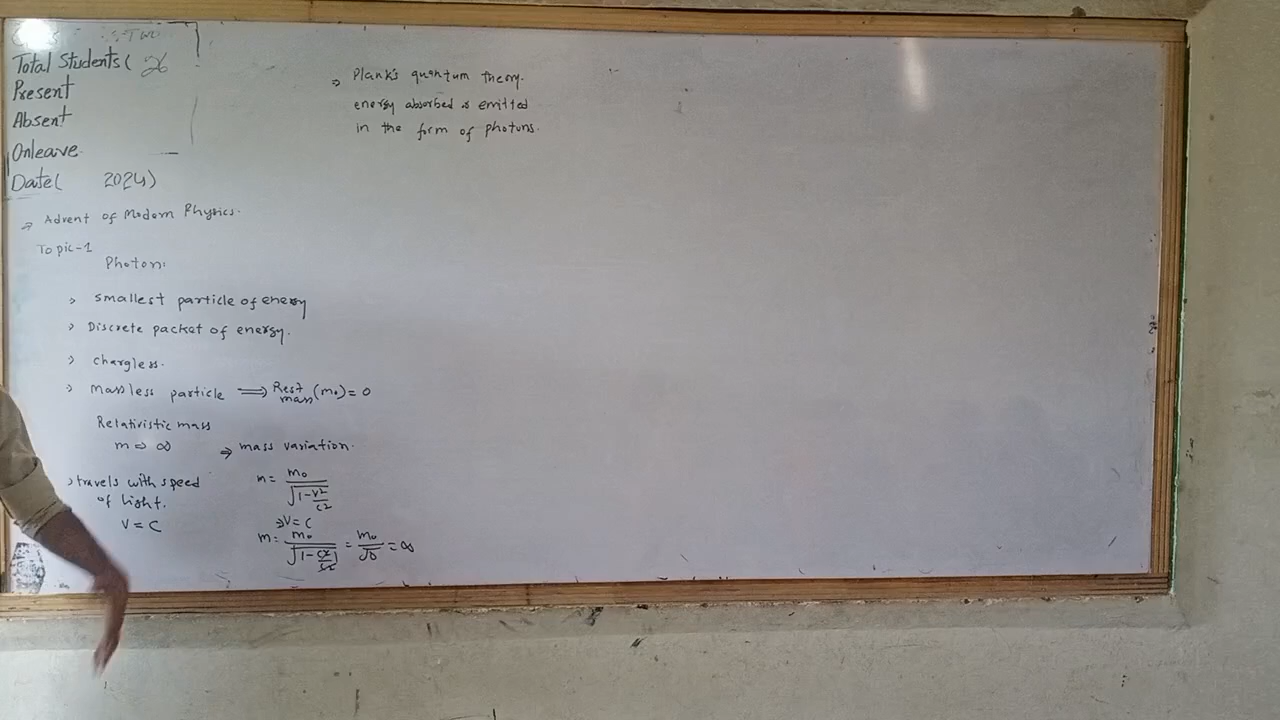 Two
Total Students ( 26
Present
Absent
Onleave
Date( 2024)
⇒ Advent of Modern Physics.
Topic-1
Photon:
> smallest particle of energy
> Discrete packet of energy.
> chargless.
> massless particle ⟹ Rest mass (m₀) = 0
Relativistic mass
m ⇒ ∞
> travels with speed
of light.
V = C
⇒ mass variation.
m = m₀ / √(1 - v²/c²)
⇒ V = C
m = m₀ / √(1 - c²/c²) = m₀/√0 = ∞
⇒ Plank's quantum theory.
energy absorbed & emitted
in the form of photons.